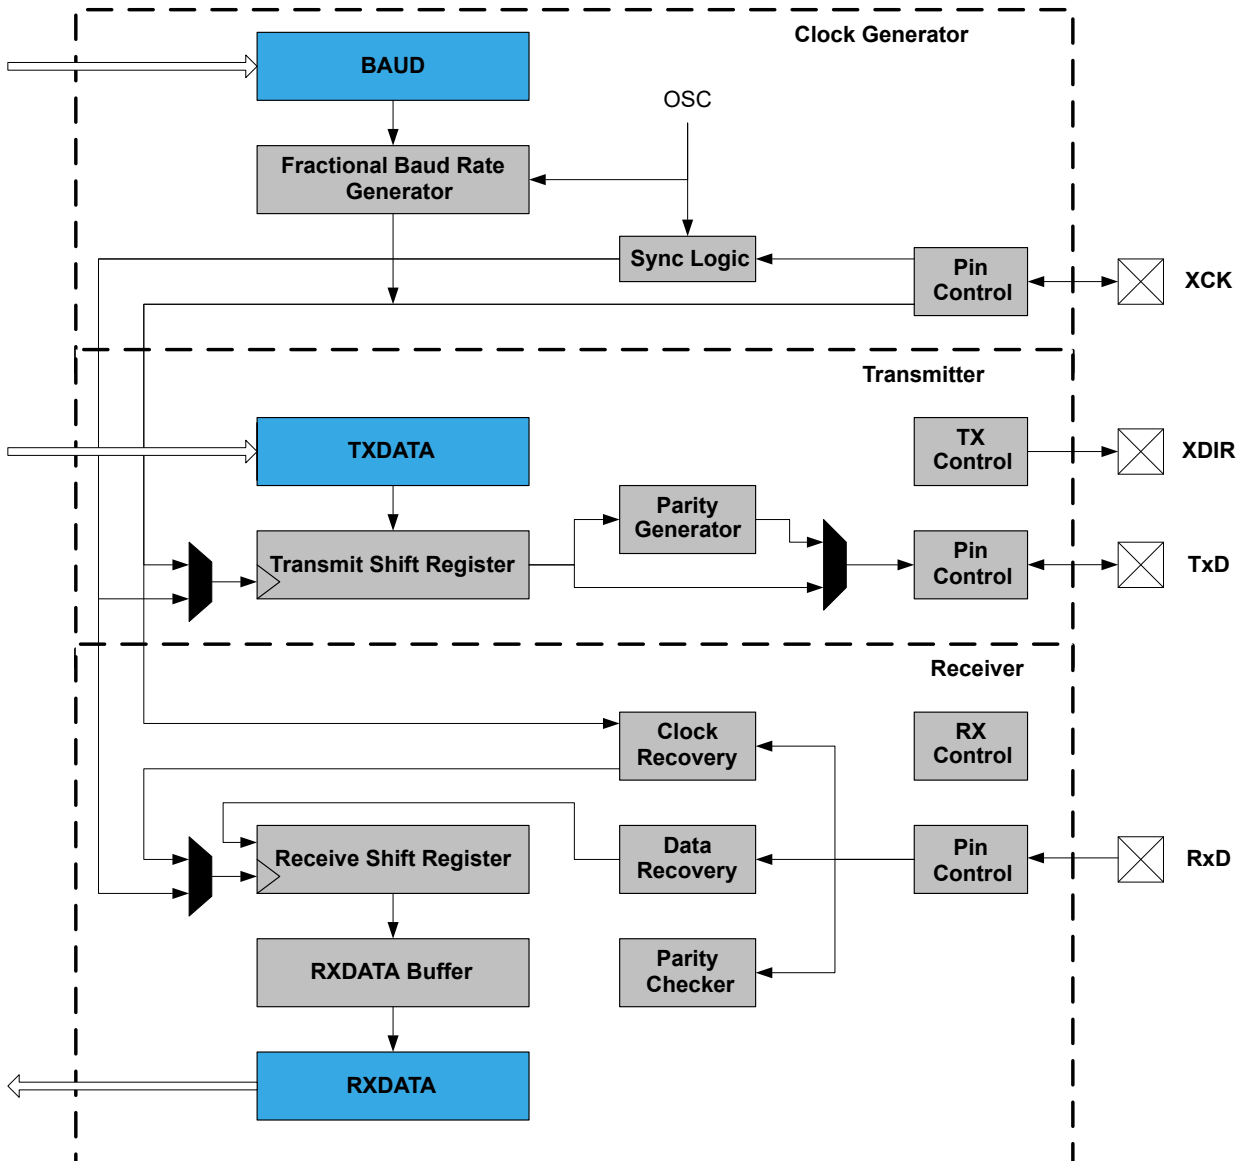 Clock Generator
BAUD
OSC
Fractional Baud Rate
Generator
Sync Logic
Pin
Control
XCK
Transmitter
TXDATA
TX
Control
XDIR
Parity
Generator
Transmit Shift Register
Pin
Control
TxD
Receiver
Clock
Recovery
RX
Control
Receive Shift Register
Data
Recovery
Pin
Control
RxD
RXDATA Buffer
Parity
Checker
RXDATA